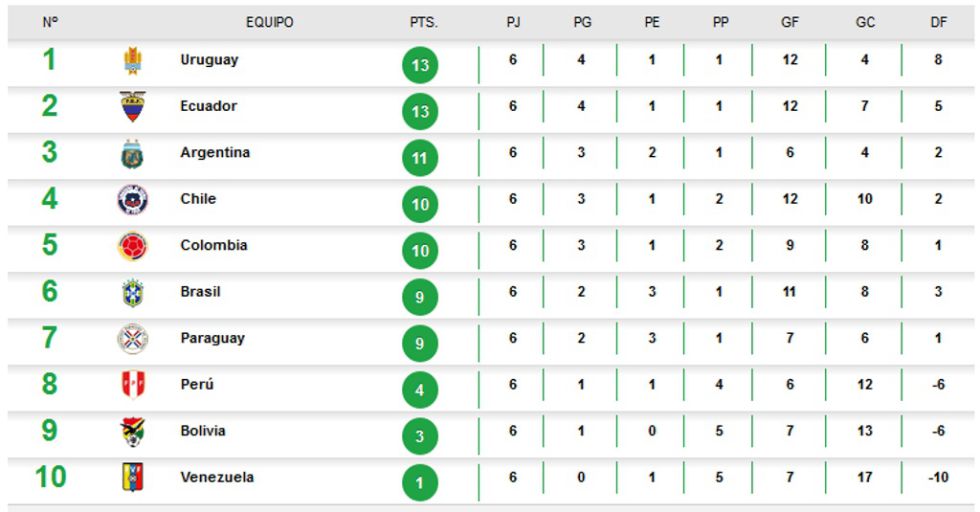 Nº EQUIPO PTS. PJ PG PE PP GF GC DF
1 Uruguay 13 6 4 1 1 12 4 8
2 Ecuador 13 6 4 1 1 12 7 5
3 Argentina 11 6 3 2 1 6 4 2
4 Chile 10 6 3 1 2 12 10 2
5 Colombia 10 6 3 1 2 9 8 1
6 Brasil 9 6 2 3 1 11 8 3
7 Paraguay 9 6 2 3 1 7 6 1
8 Perú 4 6 1 1 4 6 12 -6
9 Bolivia 3 6 1 0 5 7 13 -6
10 Venezuela 1 6 0 1 5 7 17 -10